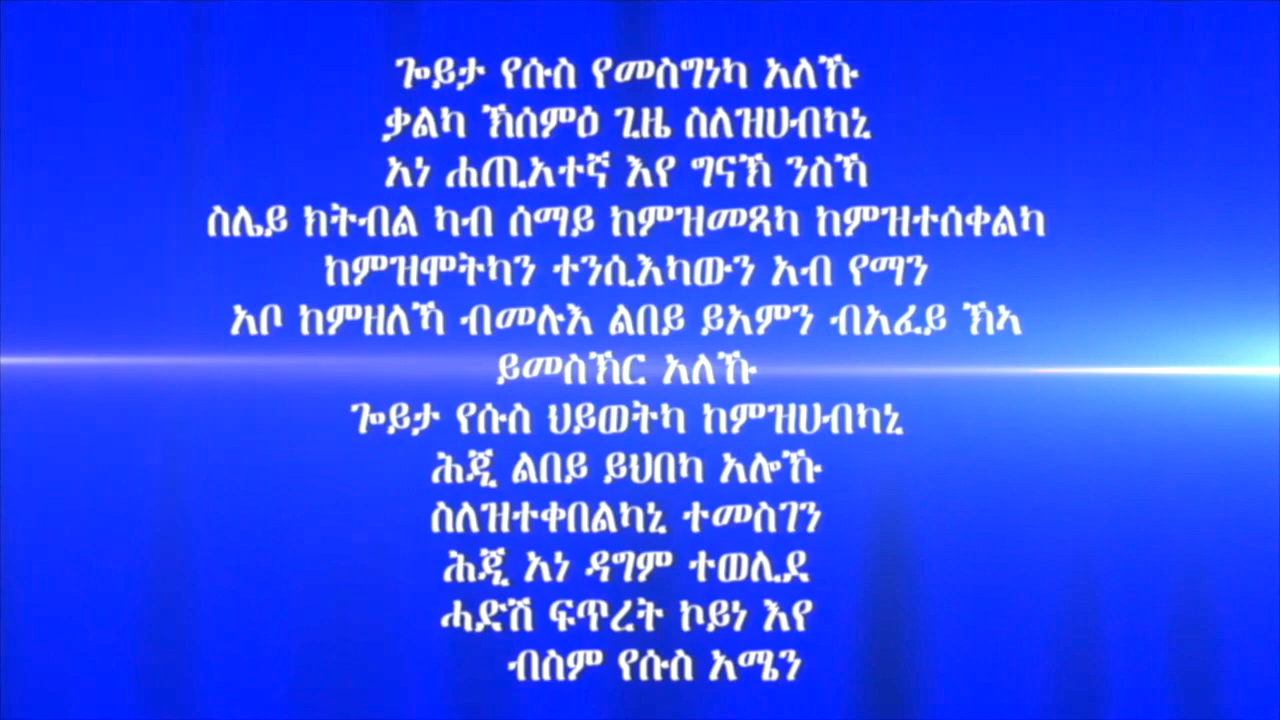 ጐይታ የሱስ የመስግነካ አለኹ
ቃልካ ኽሰምዕ ጊዜ ስለዝሀብካኒ
አነ ሐጢአተኛ እየ ግናኽ ንስኻ
ስሌይ ክትብል ካብ ሰማይ ከምዝመጻካ ከምዝተሰቀልካ
ከምዝሞትካን ተንሲእካውን አብ የማን
አቦ ከምዘለኻ ብመሉእ ልበይ ይአምን ብአፈይ ኽኣ
ይመስኽር አለኹ
ጐይታ የሱስ ህይወትካ ከምዝሀብካኒ
ሕጂ ልበይ ይህበካ አሎኹ
ስለዝተቀበልካኒ ተመስገን
ሕጂ አነ ዳግም ተወሊደ
ሓድሽ ፍጥረት ኮይነ እየ
ብስም የሱስ አሜን